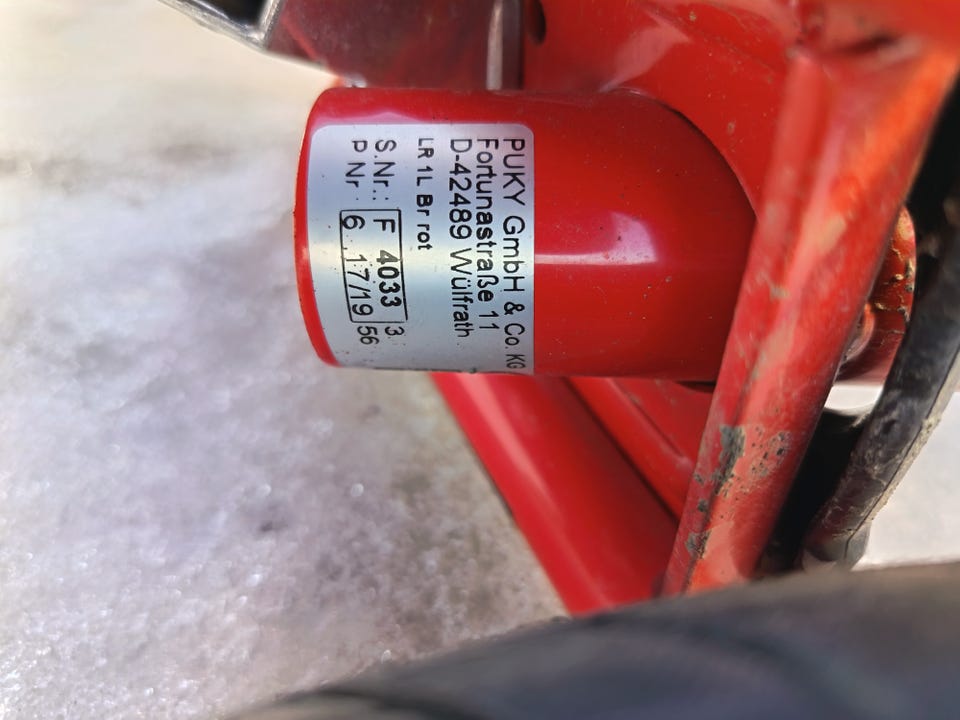 PUKY GmbH & Co. KG
Fortunastraße 11
D-42489 Wülfrath
LR 1L Br rot
S.Nr.: F 4033 3
P Nr : 6 17/19 56